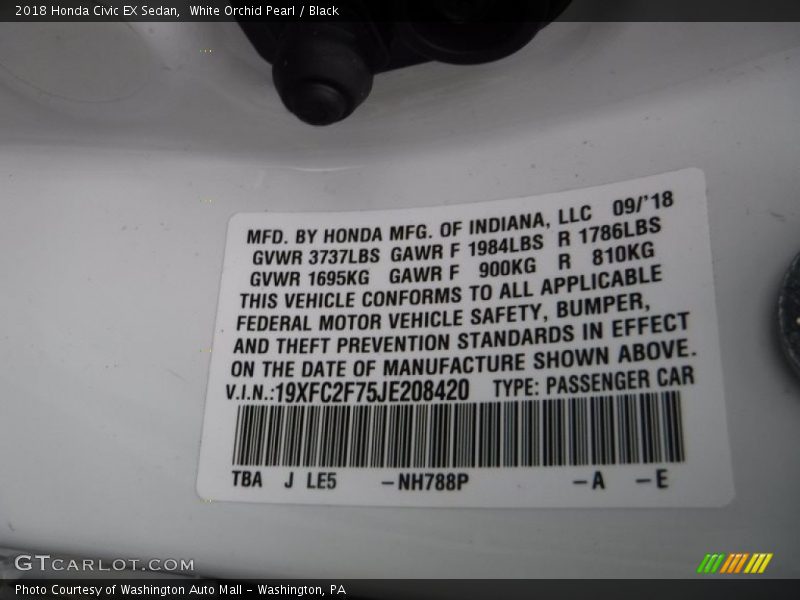 2018 Honda Civic EX Sedan, White Orchid Pearl / Black
MFD. BY HONDA MFG. OF INDIANA, LLC 09/'18
GVWR 3737LBS GAWR F 1984LBS R 1786LBS
GVWR 1695KG GAWR F 900KG R 810KG
THIS VEHICLE CONFORMS TO ALL APPLICABLE
FEDERAL MOTOR VEHICLE SAFETY, BUMPER,
AND THEFT PREVENTION STANDARDS IN EFFECT
ON THE DATE OF MANUFACTURE SHOWN ABOVE.
V.I.N.:19XFC2F75JE208420 TYPE: PASSENGER CAR
TBA J LE5 –NH788P –A –E
GTCARLOT.COM
Photo Courtesy of Washington Auto Mall – Washington, PA